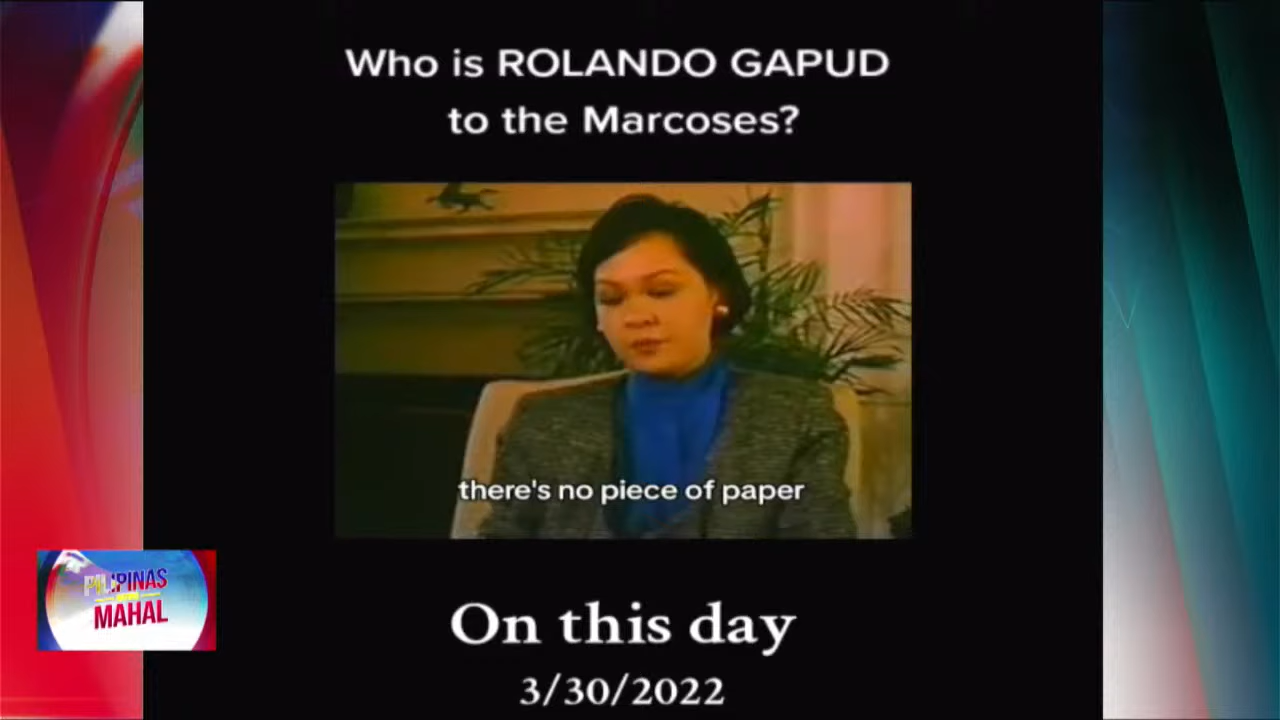 Who is ROLANDO GAPUD
to the Marcoses?
there's no piece of paper
On this day
3/30/2022
PILIPINAS
MAHAL